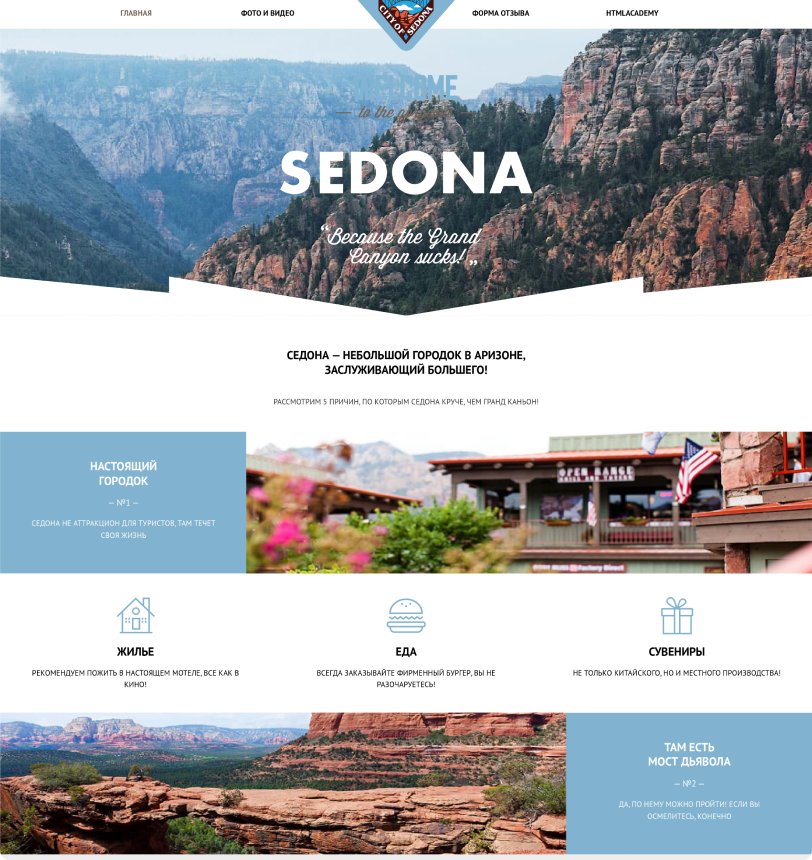 ГЛАВНАЯ
ФОТО И ВИДЕО
CITY OF SEDONA
ФОРМА ОТЗЫВА
HTMLACADEMY
— to the
SEDONA
“Because the Grand
Canyon sucks!„
СЕДОНА — НЕБОЛЬШОЙ ГОРОДОК В АРИЗОНЕ,
ЗАСЛУЖИВАЮЩИЙ БОЛЬШЕГО!
РАССМОТРИМ 5 ПРИЧИН, ПО КОТОРЫМ СЕДОНА КРУЧЕ, ЧЕМ ГРАНД КАНЬОН!
НАСТОЯЩИЙ
ГОРОДОК
— №1 —
СЕДОНА НЕ АТТРАКЦИОН ДЛЯ ТУРИСТОВ, ТАМ ТЕЧЕТ
СВОЯ ЖИЗНЬ
OPEN RANGE
GRILL AND TAVERN
Factory Direct
ЖИЛЬЕ
РЕКОМЕНДУЕМ ПОЖИТЬ В НАСТОЯЩЕМ МОТЕЛЕ, ВСЕ КАК В
КИНО!
ЕДА
ВСЕГДА ЗАКАЗЫВАЙТЕ ФИРМЕННЫЙ БУРГЕР, ВЫ НЕ
РАЗОЧАРУЕТЕСЬ!
СУВЕНИРЫ
НЕ ТОЛЬКО КИТАЙСКОГО, НО И МЕСТНОГО ПРОИЗВОДСТВА!
ТАМ ЕСТЬ
МОСТ ДЬЯВОЛА
— №2 —
ДА, ПО НЕМУ МОЖНО ПРОЙТИ! ЕСЛИ ВЫ
ОСМЕЛИТЕСЬ, КОНЕЧНО